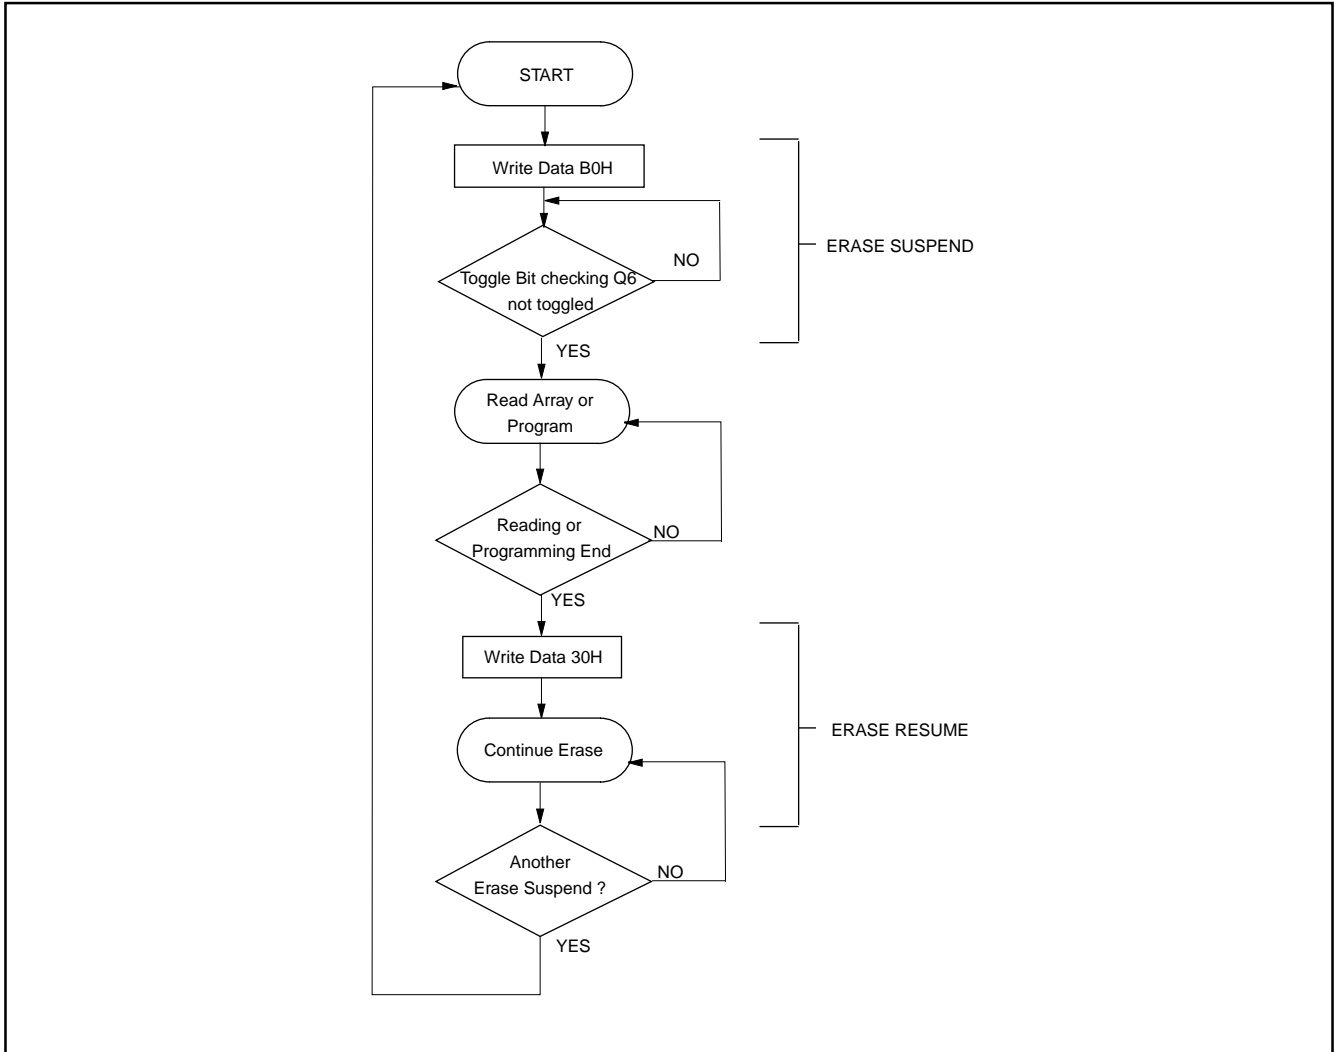 START
Write Data B0H
ERASE SUSPEND
NO
Toggle Bit checking Q6
not toggled
YES
Read Array or
Program
Reading or
NO
Programming End
YES
Write Data 30H
ERASE RESUME
Continue Erase
Another
NO
Erase Suspend ?
YES